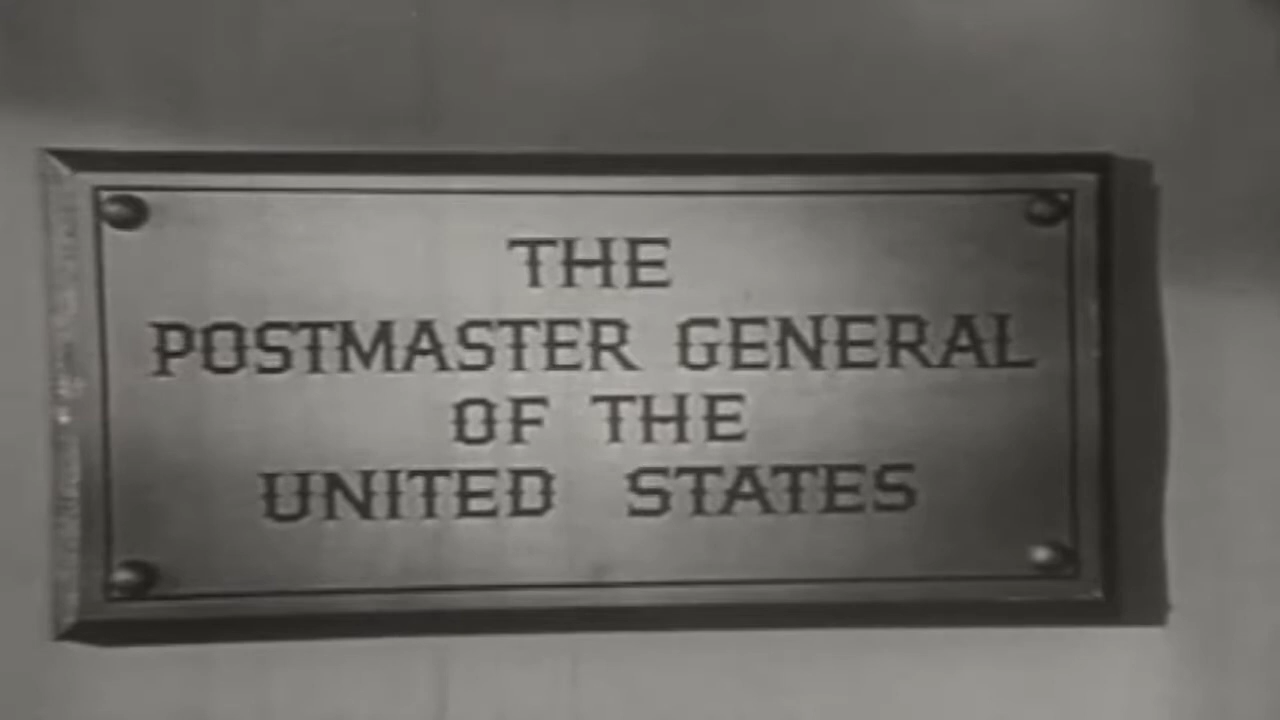 THE
POSTMASTER GENERAL
OF THE
UNITED STATES